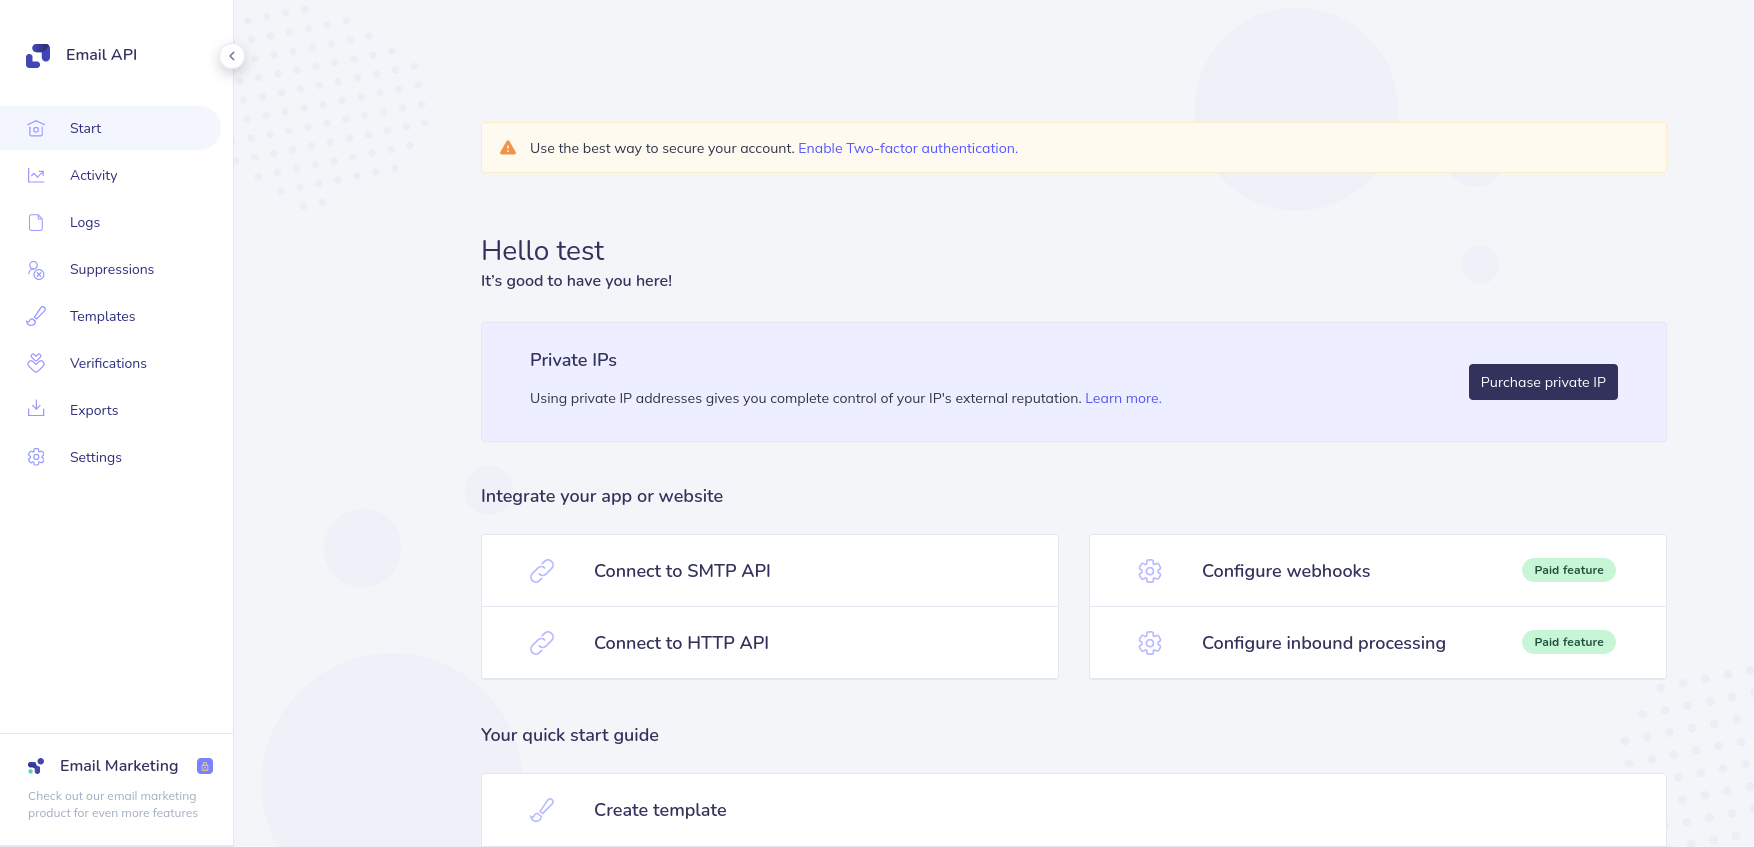 Email API
Start
Activity
Logs
Suppressions
Templates
Verifications
Exports
Settings
Email Marketing
Check out our email marketing
product for even more features
Use the best way to secure your account. Enable Two-factor authentication.
Hello test
It's good to have you here!
Private IPs
Using private IP addresses gives you complete control of your IP's external reputation. Learn more.
Purchase private IP
Integrate your app or website
Connect to SMTP API
Connect to HTTP API
Configure webhooks
Paid feature
Configure inbound processing
Paid feature
Your quick start guide
Create template